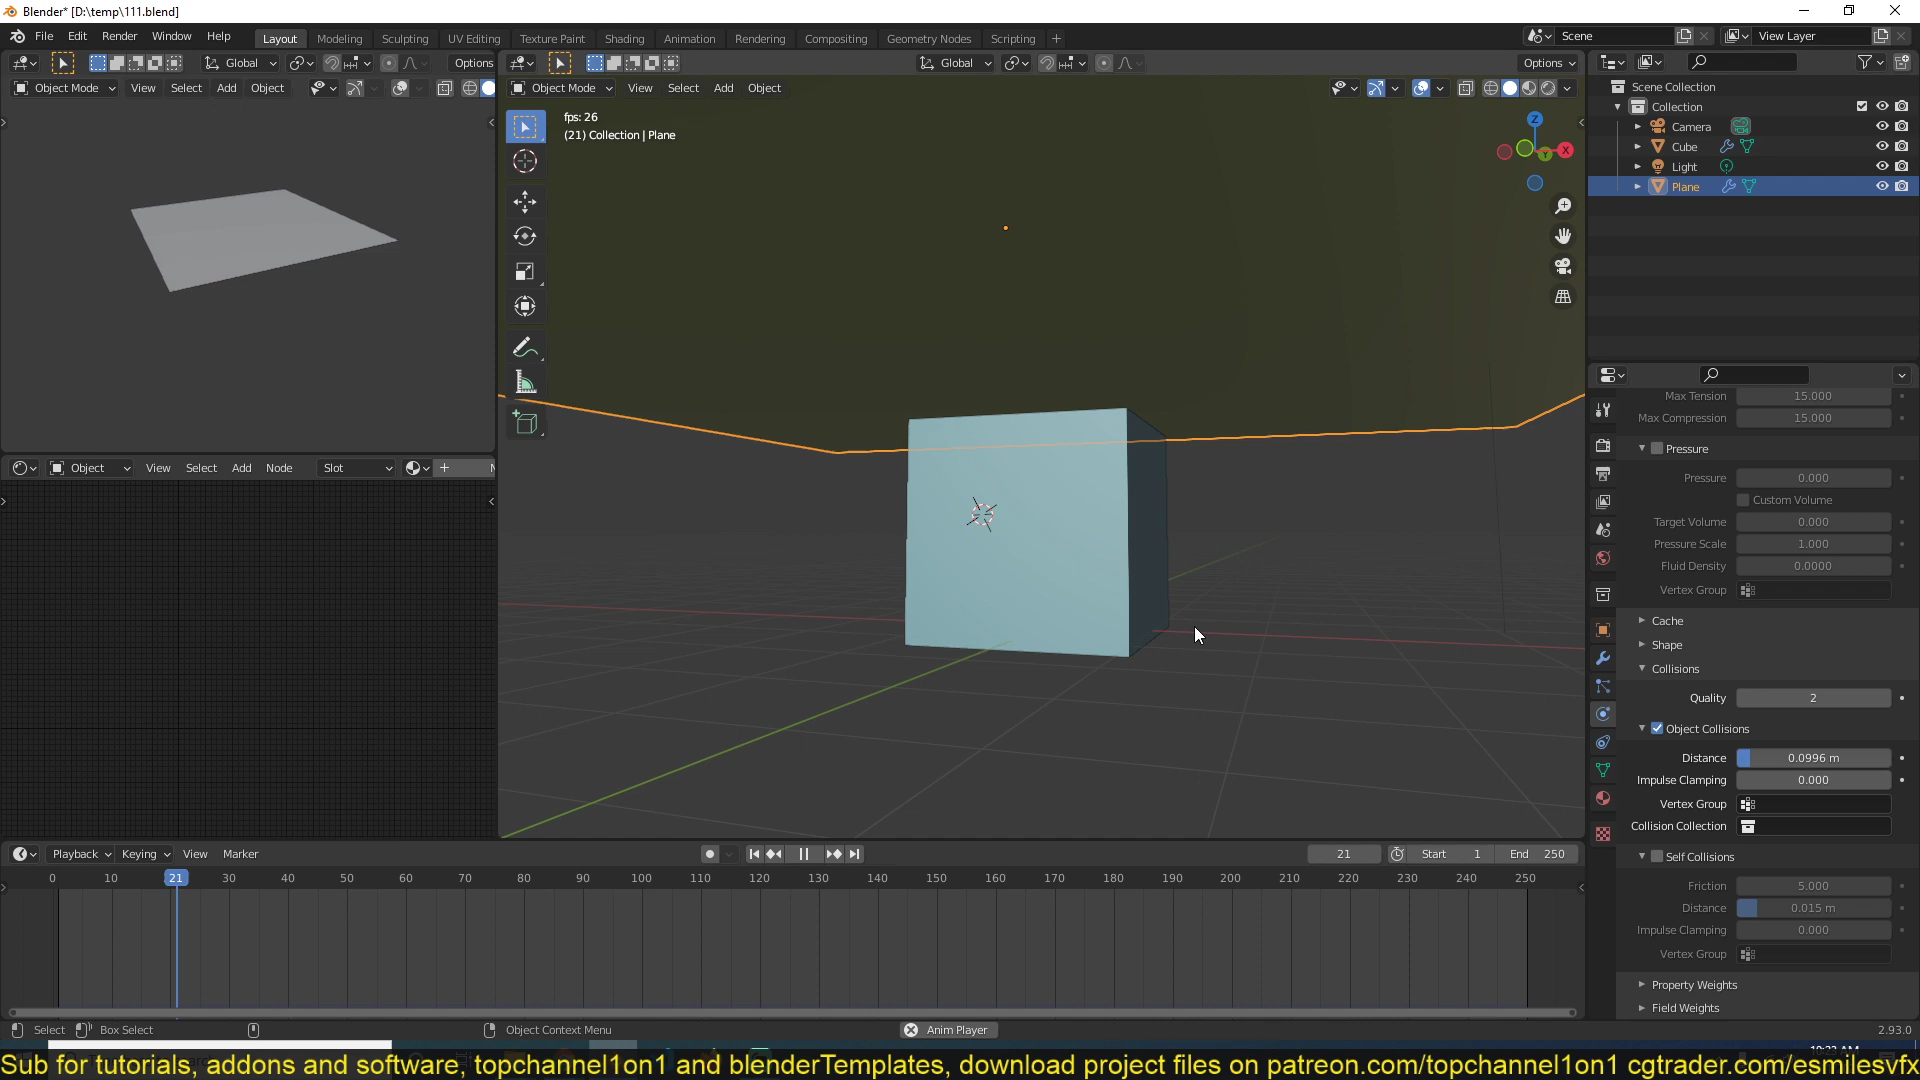 Blender* [D:\temp\111.blend]
File Edit Render Window Help Layout Modeling Sculpting UV Editing Texture Paint Shading Animation Rendering Compositing Geometry Nodes Scripting + Scene View Layer
Global Options Global Options
Object Mode View Select Add Object Object Mode View Select Add Object
fps: 26
(21) Collection | Plane
Z
X
Y
Scene Collection
Collection
Camera
Cube
Light
Plane
Max Tension 15.000
Max Compression 15.000
Pressure
Pressure 0.000
Custom Volume
Target Volume 0.000
Pressure Scale 1.000
Fluid Density 0.0000
Vertex Group
Cache
Shape
Collisions
Quality 2
Object Collisions
Distance 0.0996 m
Impulse Clamping 0.000
Vertex Group
Collision Collection
Self Collisions
Friction 5.000
Distance 0.015 m
Impulse Clamping 0.000
Vertex Group
Property Weights
Field Weights
Object View Select Add Node Slot
Playback Keying View Marker 21 Start 1 End 250
0 10 21 30 40 50 60 70 80 90 100 110 120 130 140 150 160 170 180 190 200 210 220 230 240 250
Select Box Select Object Context Menu Anim Player 2.93.0
Sub for tutorials, addons and software; topchannel1on1 and blenderTemplates, download project files on patreon.com/topchannel1on1 cgtrader.com/esmilesvfx